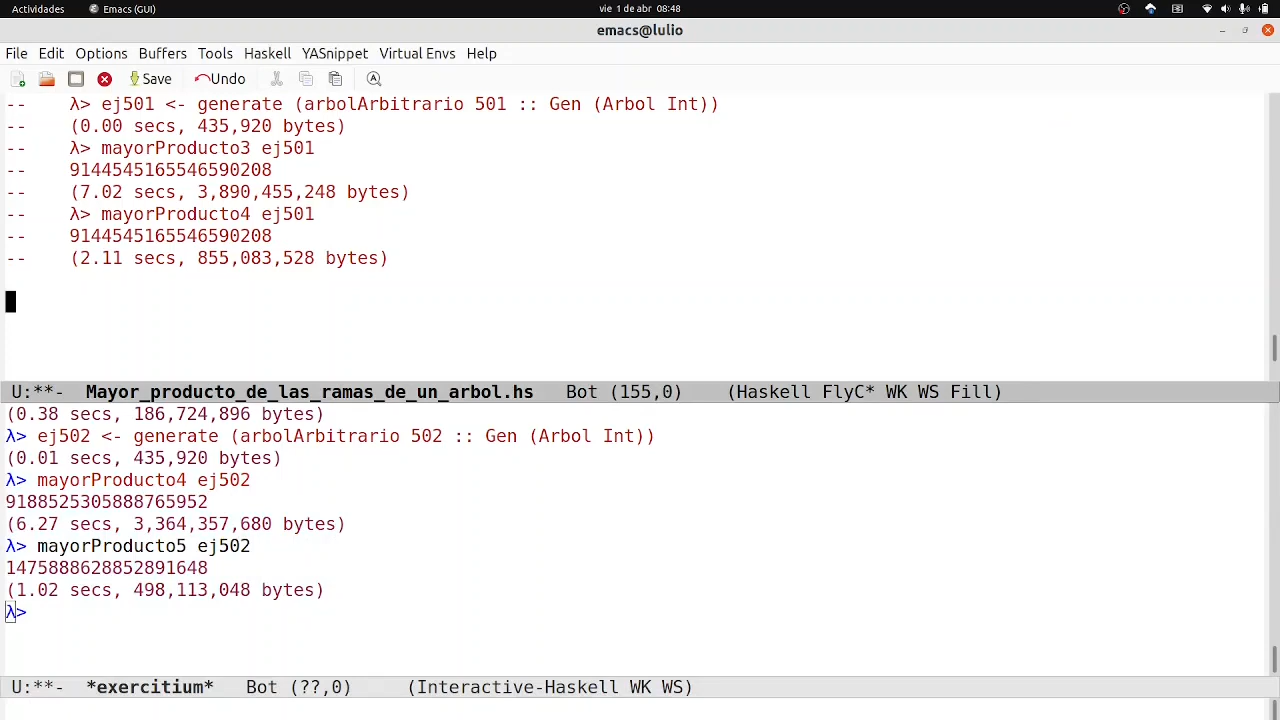 Actividades Emacs (GUI) vie 1 de abr 08:48
emacs@lulio
File Edit Options Buffers Tools Haskell YASnippet Virtual Envs Help
Save Undo
-- λ> ej501 <- generate (arbolArbitrario 501 :: Gen (Arbol Int))
-- (0.00 secs, 435,920 bytes)
-- λ> mayorProducto3 ej501
-- 9144545165546590208
-- (7.02 secs, 3,890,455,248 bytes)
-- λ> mayorProducto4 ej501
-- 9144545165546590208
-- (2.11 secs, 855,083,528 bytes)
U:**- Mayor_producto_de_las_ramas_de_un_arbol.hs Bot (155,0) (Haskell FlyC* WK WS Fill)
(0.38 secs, 186,724,896 bytes)
λ> ej502 <- generate (arbolArbitrario 502 :: Gen (Arbol Int))
(0.01 secs, 435,920 bytes)
λ> mayorProducto4 ej502
9188525305888765952
(6.27 secs, 3,364,357,680 bytes)
λ> mayorProducto5 ej502
1475888628852891648
(1.02 secs, 498,113,048 bytes)
λ>
U:**- *exercitium* Bot (??,0) (Interactive-Haskell WK WS)